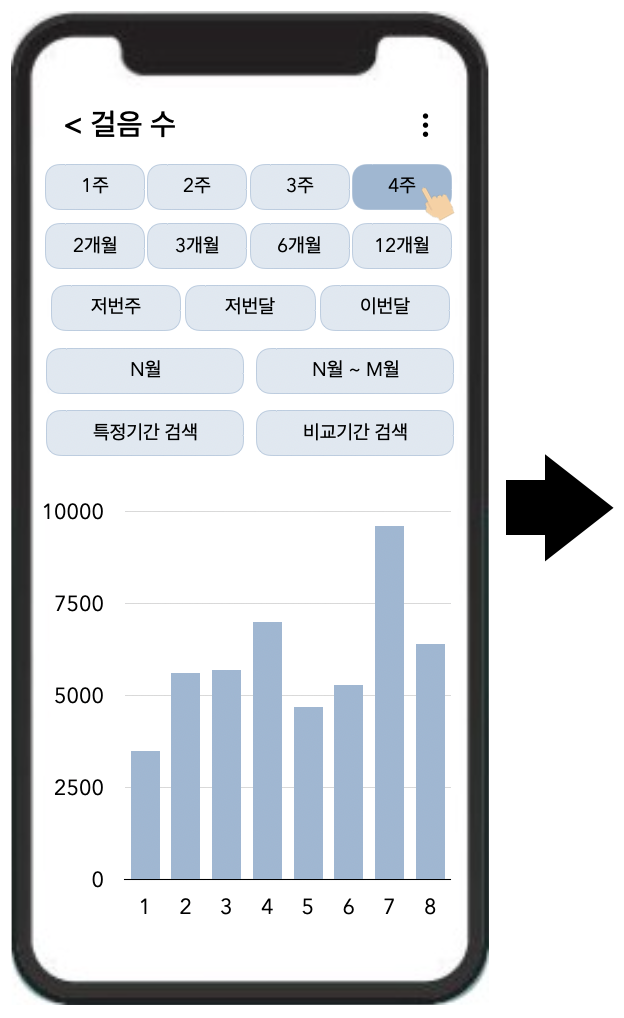 < 걸음 수
1주 2주 3주 4주
2개월 3개월 6개월 12개월
저번주 저번달 이번달
N월 N월 ~ M월
특정기간 검색 비교기간 검색
10000
7500
5000
2500
0
1 2 3 4 5 6 7 8